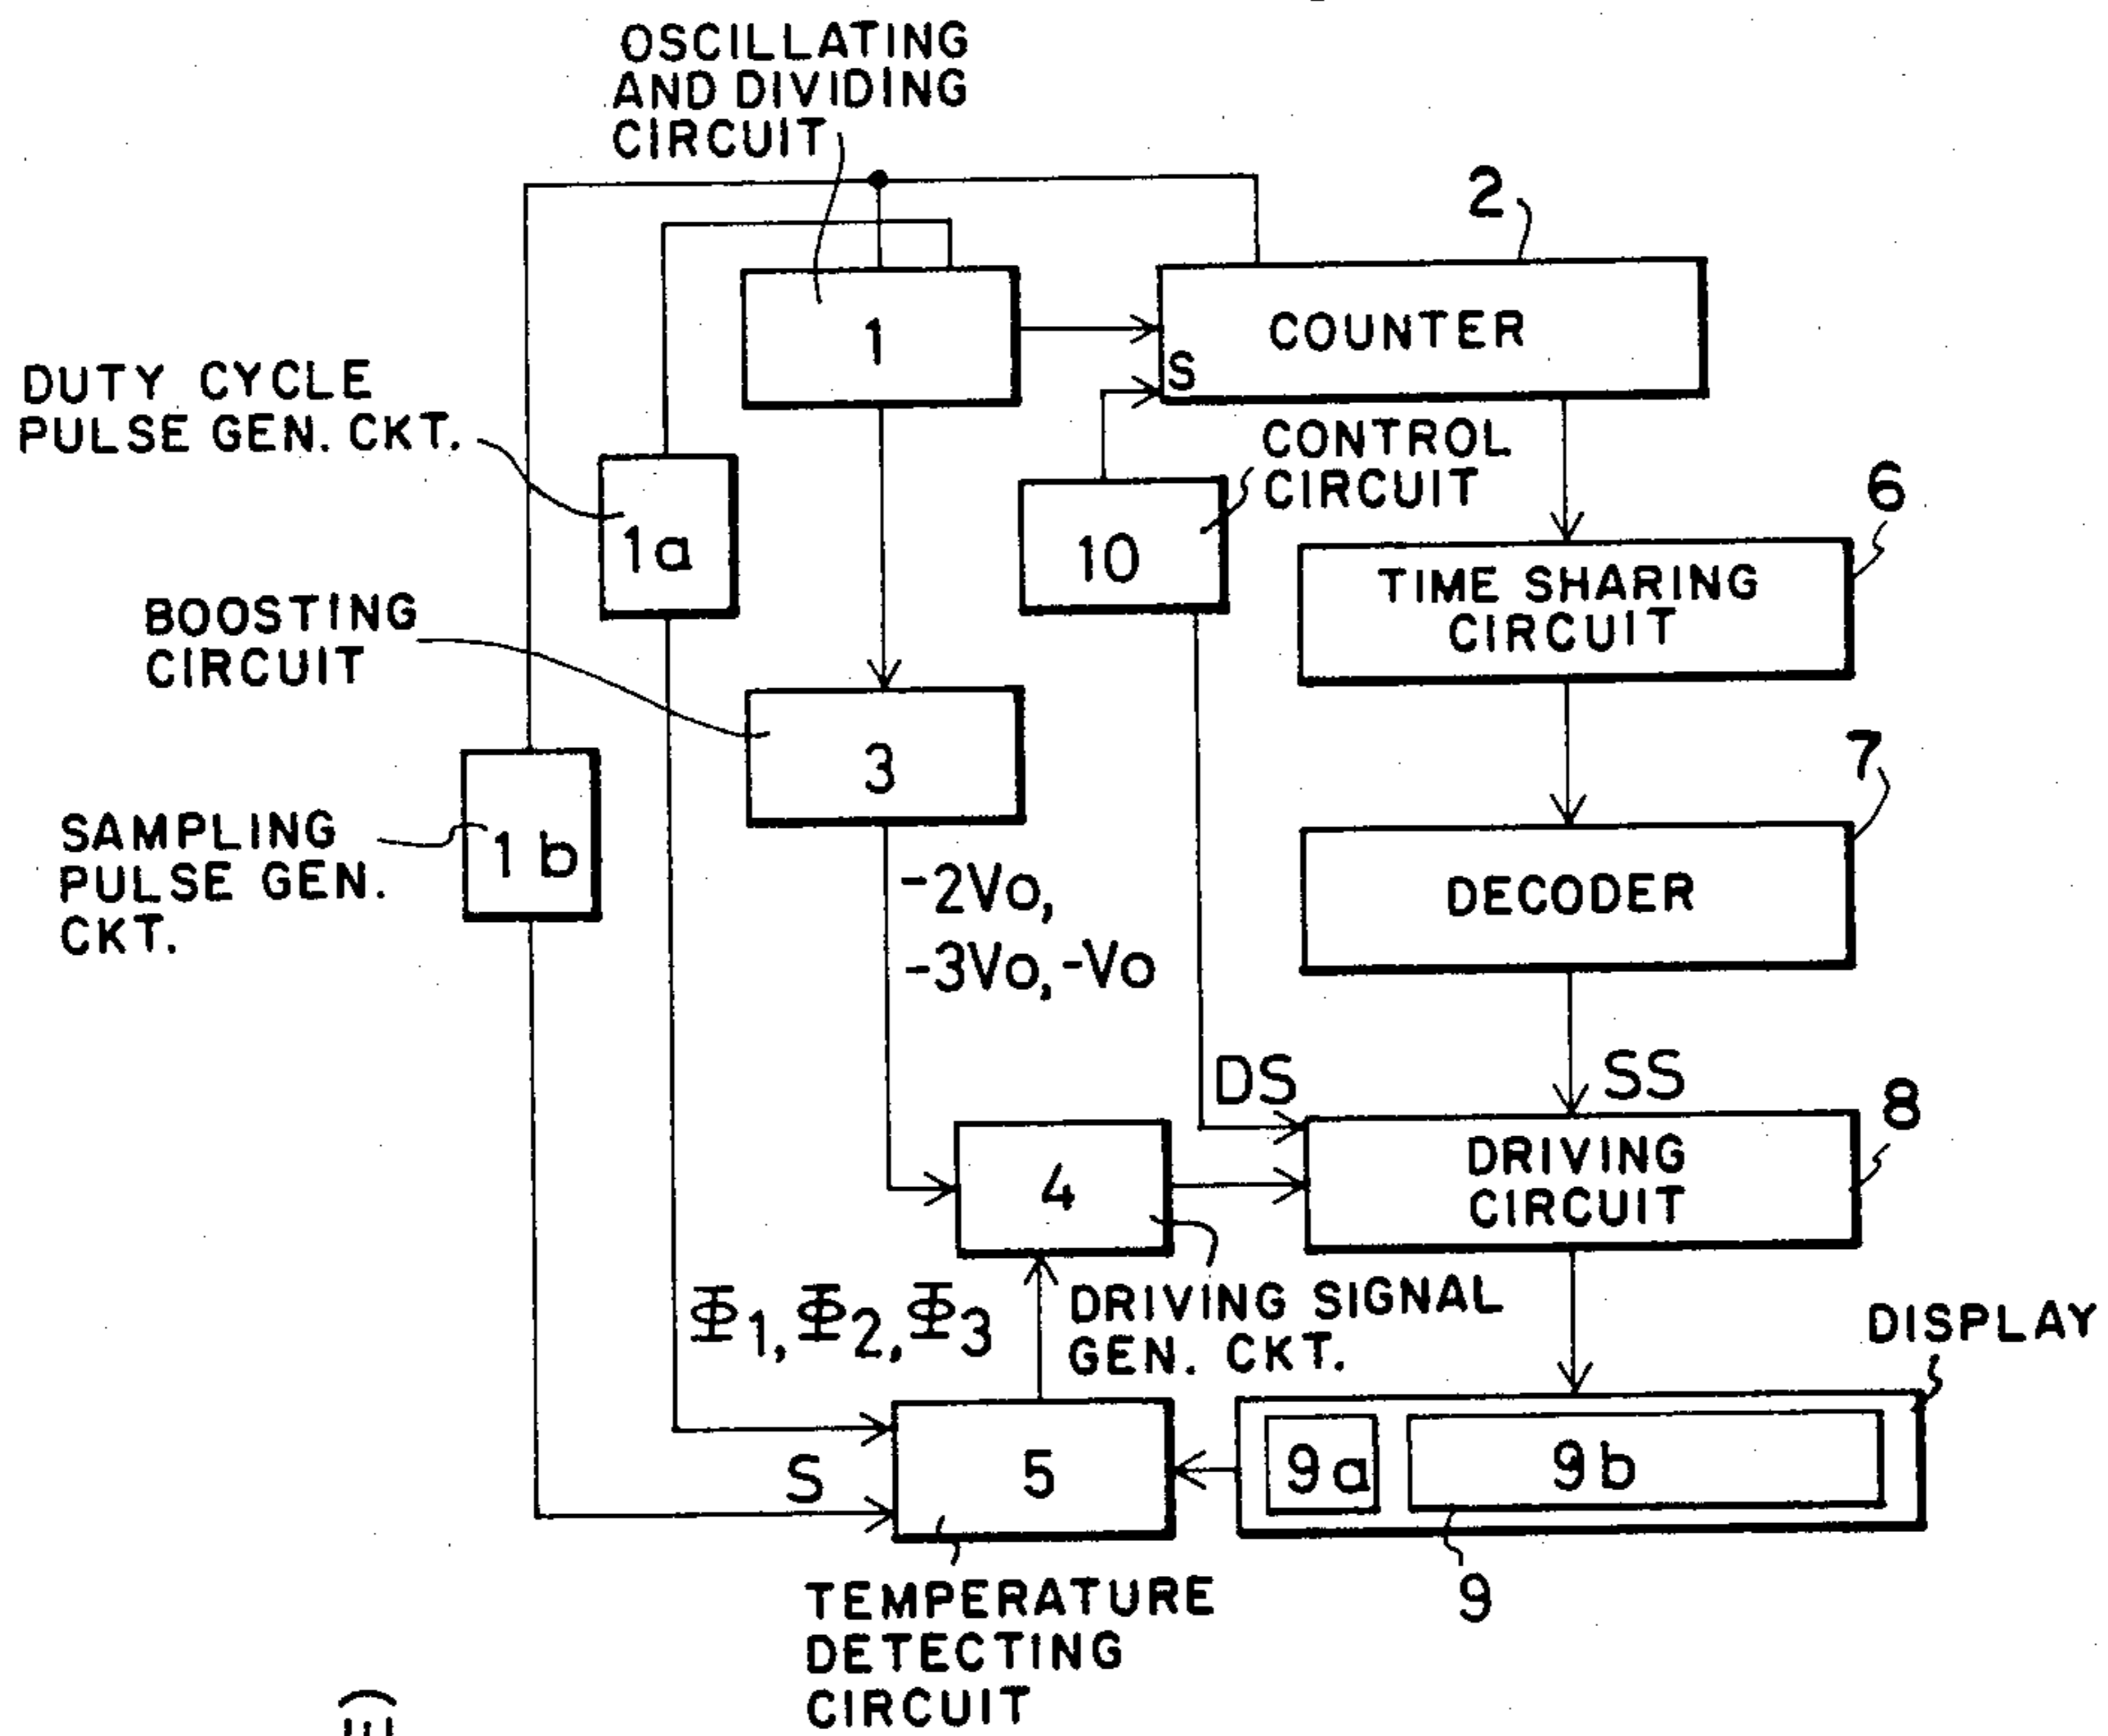 OSCILLATING
AND DIVIDING
CIRCUIT
2
1
COUNTER
S
DUTY CYCLE
PULSE GEN. CKT.
1a
CONTROL
CIRCUIT
10
6
TIME SHARING
CIRCUIT
BOOSTING
CIRCUIT
3
7
SAMPLING
PULSE GEN.
CKT.
1b
-2Vo,
-3Vo, -Vo
DECODER
DS
SS
8
4
DRIVING
CIRCUIT
Φ1, Φ2, Φ3
DRIVING SIGNAL
GEN. CKT.
DISPLAY
S
5
9a
9b
9
TEMPERATURE
DETECTING
CIRCUIT